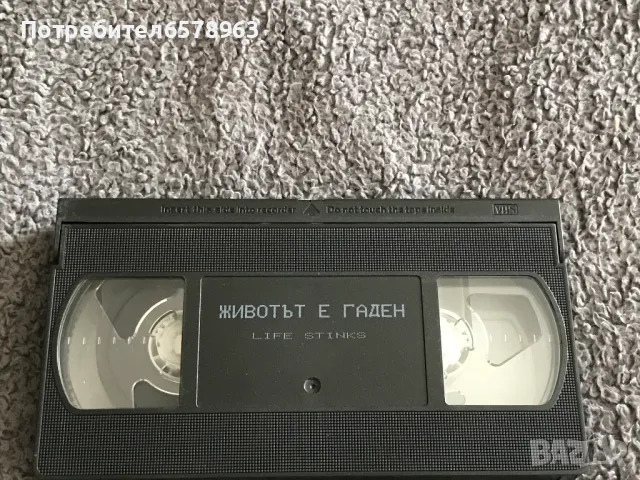 Потребител6578963
Insert this side into recorder Do not touch the tape inside VHS
ЖИВОТЪТ Е ГАДЕН
LIFE STINKS